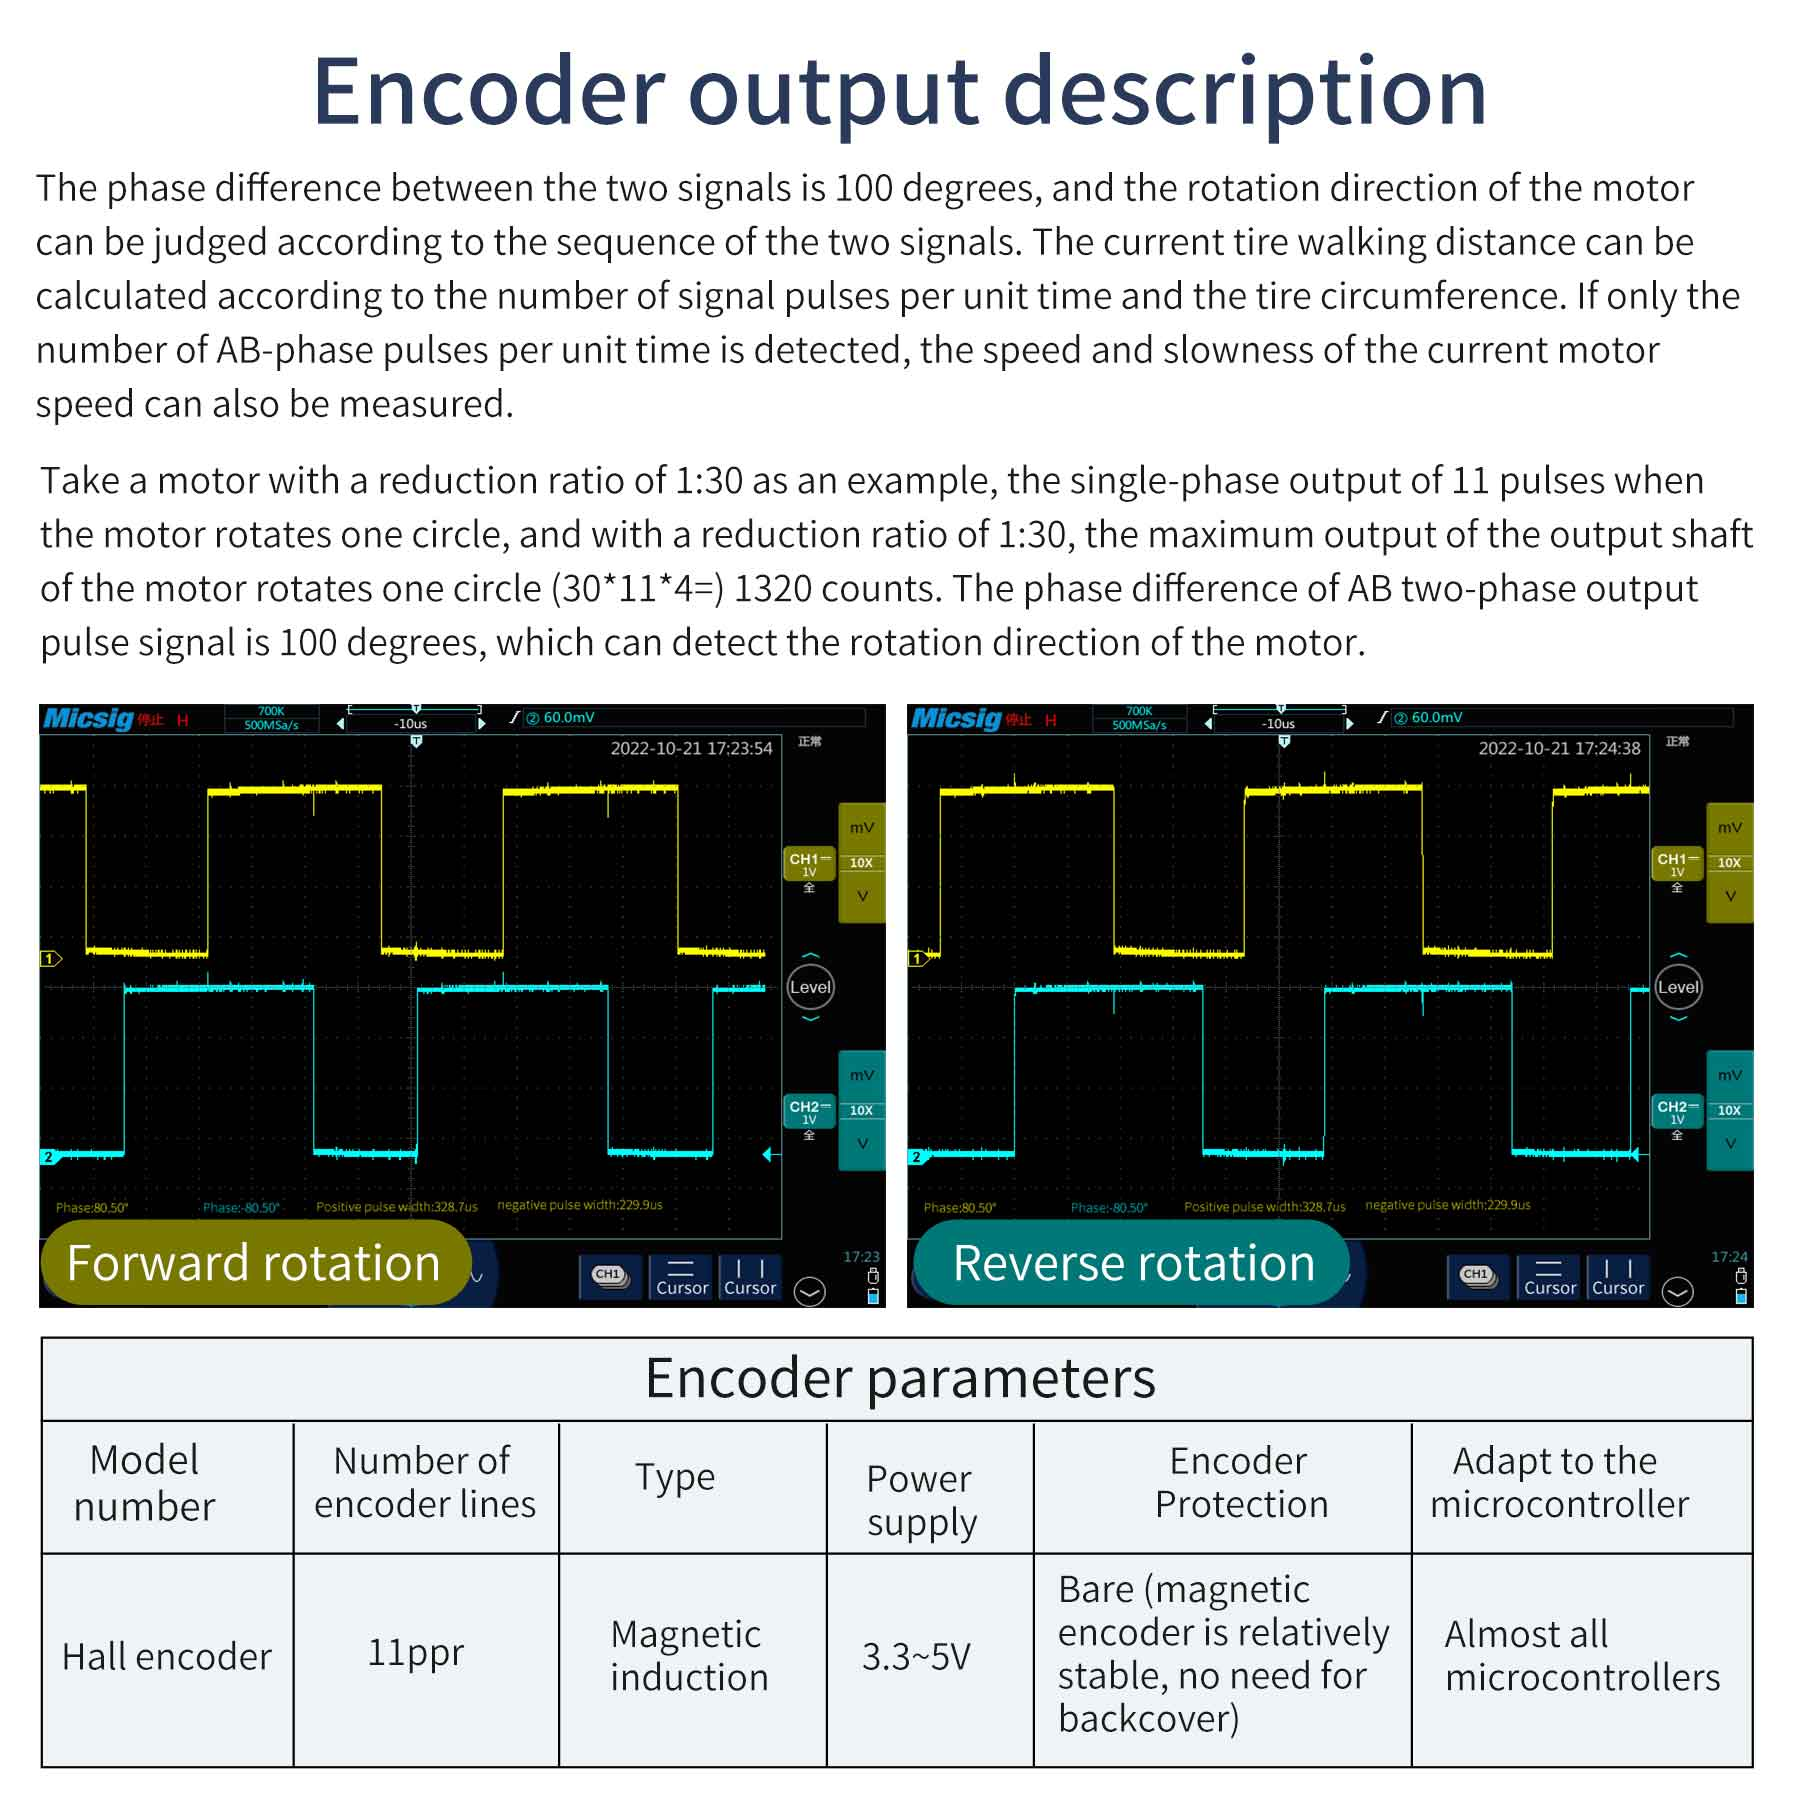 Encoder output description
The phase difference between the two signals is 100 degrees, and the rotation direction of the motor
can be judged according to the sequence of the two signals. The current tire walking distance can be
calculated according to the number of signal pulses per unit time and the tire circumference. If only the
number of AB-phase pulses per unit time is detected, the speed and slowness of the current motor
speed can also be measured.
Take a motor with a reduction ratio of 1:30 as an example, the single-phase output of 11 pulses when
the motor rotates one circle, and with a reduction ratio of 1:30, the maximum output of the output shaft
of the motor rotates one circle (30*11*4=) 1320 counts. The phase difference of AB two-phase output
pulse signal is 100 degrees, which can detect the rotation direction of the motor.
Micsig 停止 H 700K 500MSa/s T -10us ② 60.0mV
T
2022-10-21 17:23:54 正常
mV
CH1 1V 全 10X
V
1
Level
mV
CH2 1V 全 10X
V
2
Phase:80.50° Phase:-80.50° Positive pulse width:328.7us negative pulse width:229.9us
Forward rotation
CH1 Cursor Cursor 17:23
Micsig 停止 H 700K 500MSa/s T -10us ② 60.0mV
T
2022-10-21 17:24:38 正常
mV
CH1 1V 全 10X
V
1
Level
mV
CH2 1V 全 10X
V
2
Phase:80.50° Phase:-80.50° Positive pulse width:328.7us negative pulse width:229.9us
Reverse rotation
CH1 Cursor Cursor 17:24
Encoder parameters
Model
number
Number of
encoder lines
Type
Power
supply
Encoder
Protection
Adapt to the
microcontroller
Hall encoder
11ppr
Magnetic
induction
3.3~5V
Bare (magnetic
encoder is relatively
stable, no need for
backcover)
Almost all
microcontrollers